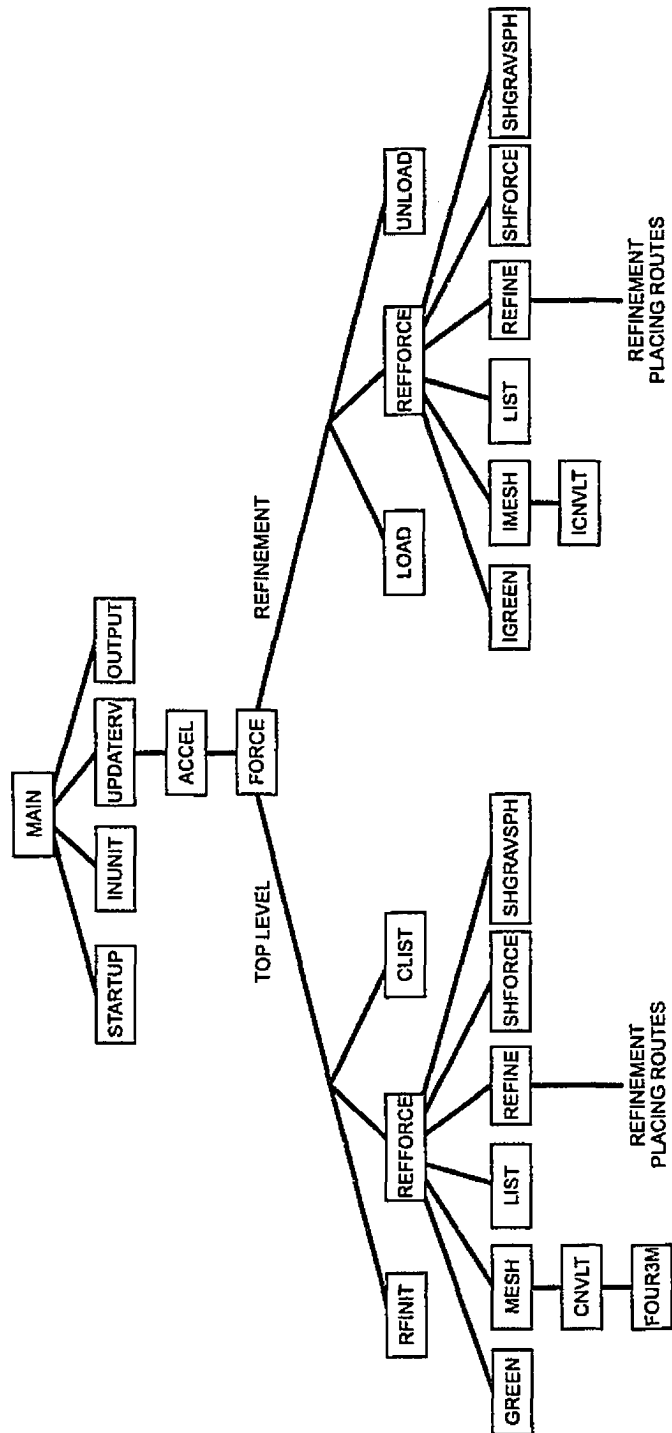 MAIN
STARTUP
INUNIT
UPDATERV
OUTPUT
ACCEL
FORCE
TOP LEVEL
REFINEMENT
RFINIT
REFFORCE
CLIST
LOAD
REFFORCE
UNLOAD
GREEN
MESH
LIST
REFINE
SHFORCE
SHGRAVSPH
IGREEN
IMESH
LIST
REFINE
SHFORCE
SHGRAVSPH
CNVLT
ICNVLT
FOUR3M
REFINEMENT
PLACING ROUTES
REFINEMENT
PLACING ROUTES